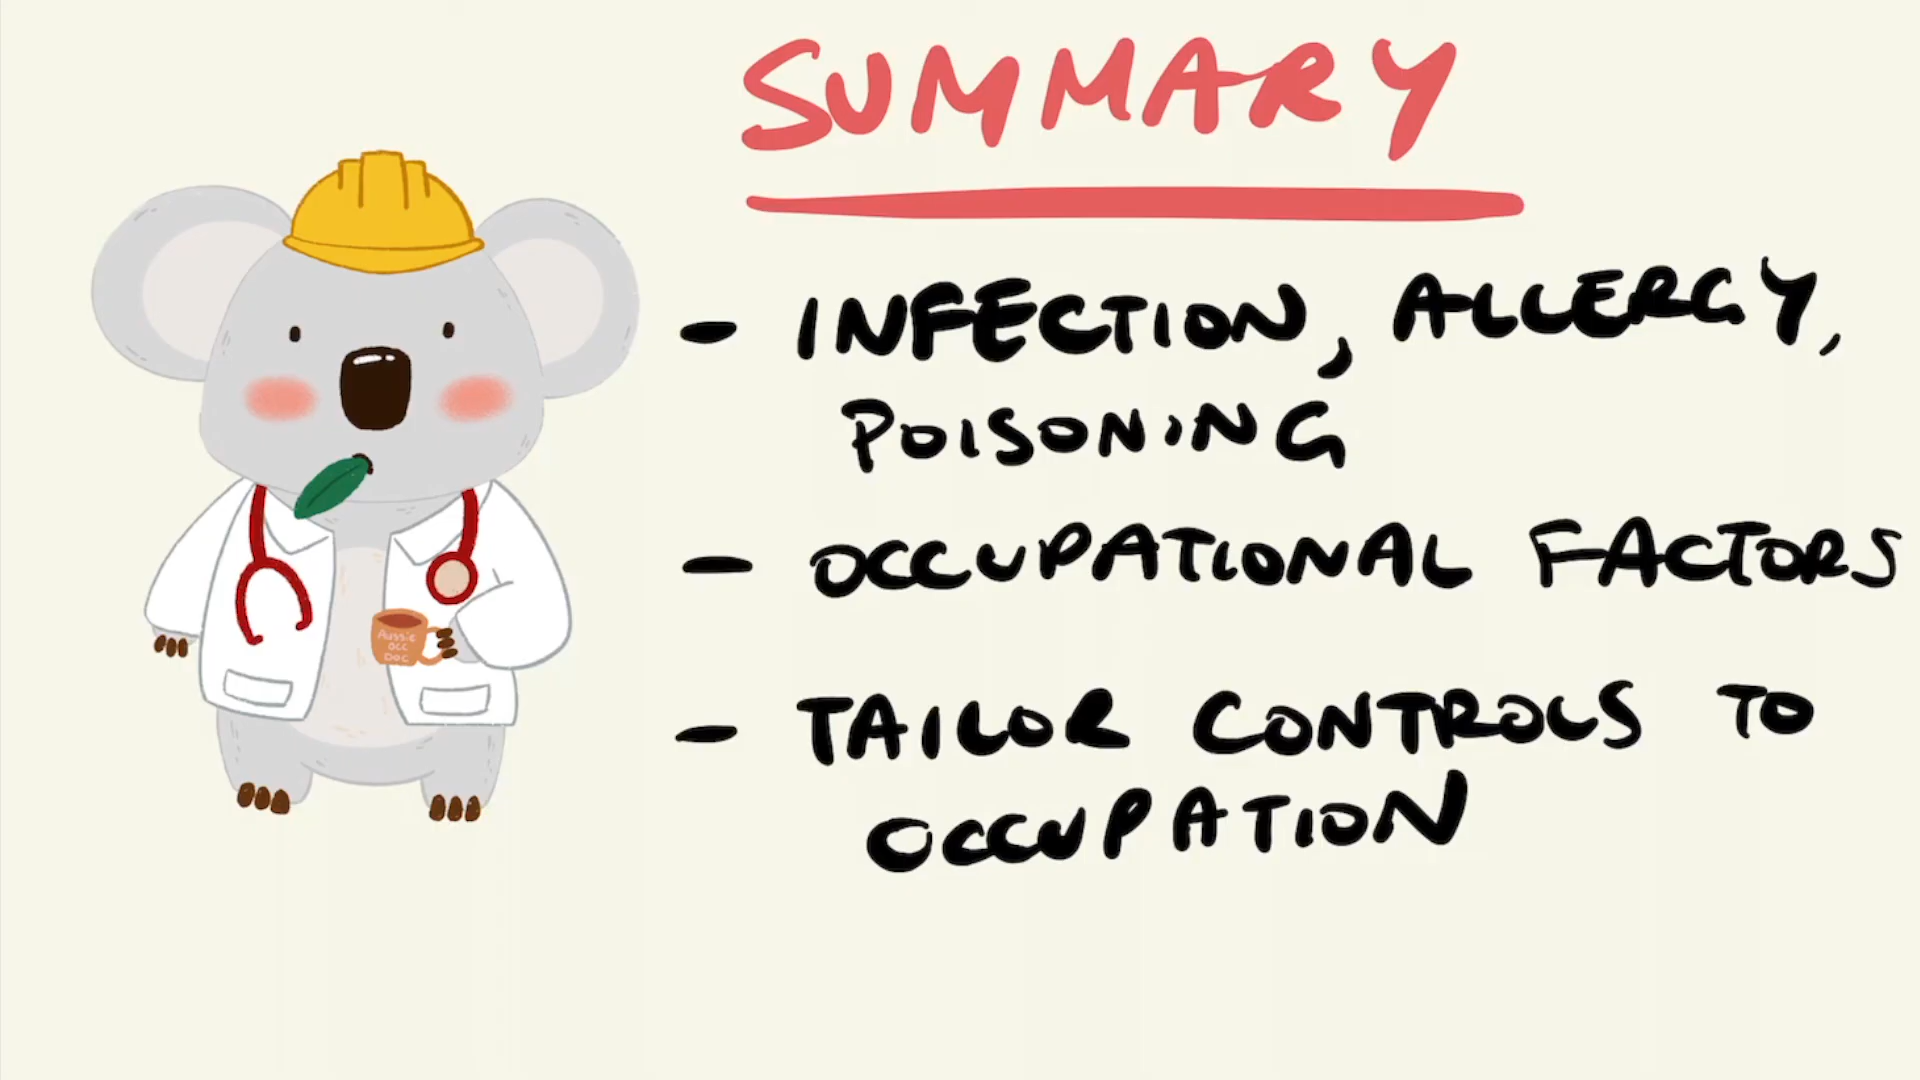 SUMMARY
- INFECTION, ALLERGY,
POISONING
- OCCUPATIONAL FACTORS
- TAILOR CONTROLS TO
OCCUPATION
Aussie
OCC
DOC